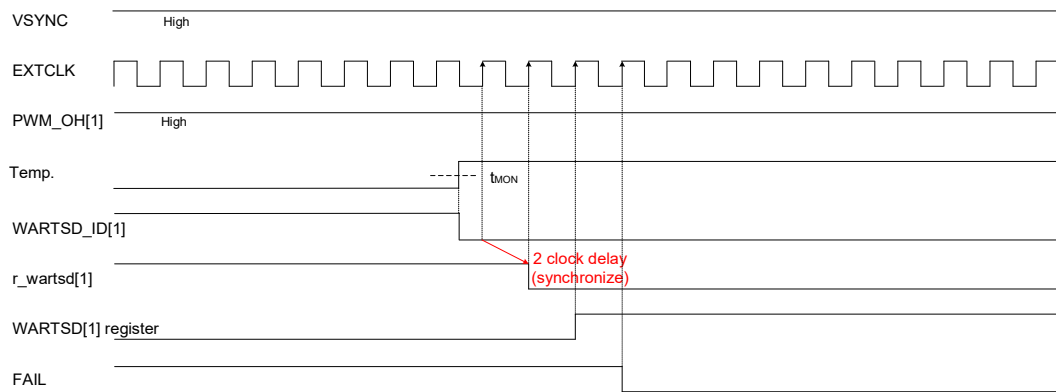 VSYNC
High
EXTCLK
PWM_OH[1]
High
Temp.
tMON
WARTSD_ID[1]
2 clock delay
(synchronize)
r_wartsd[1]
WARTSD[1] register
FAIL